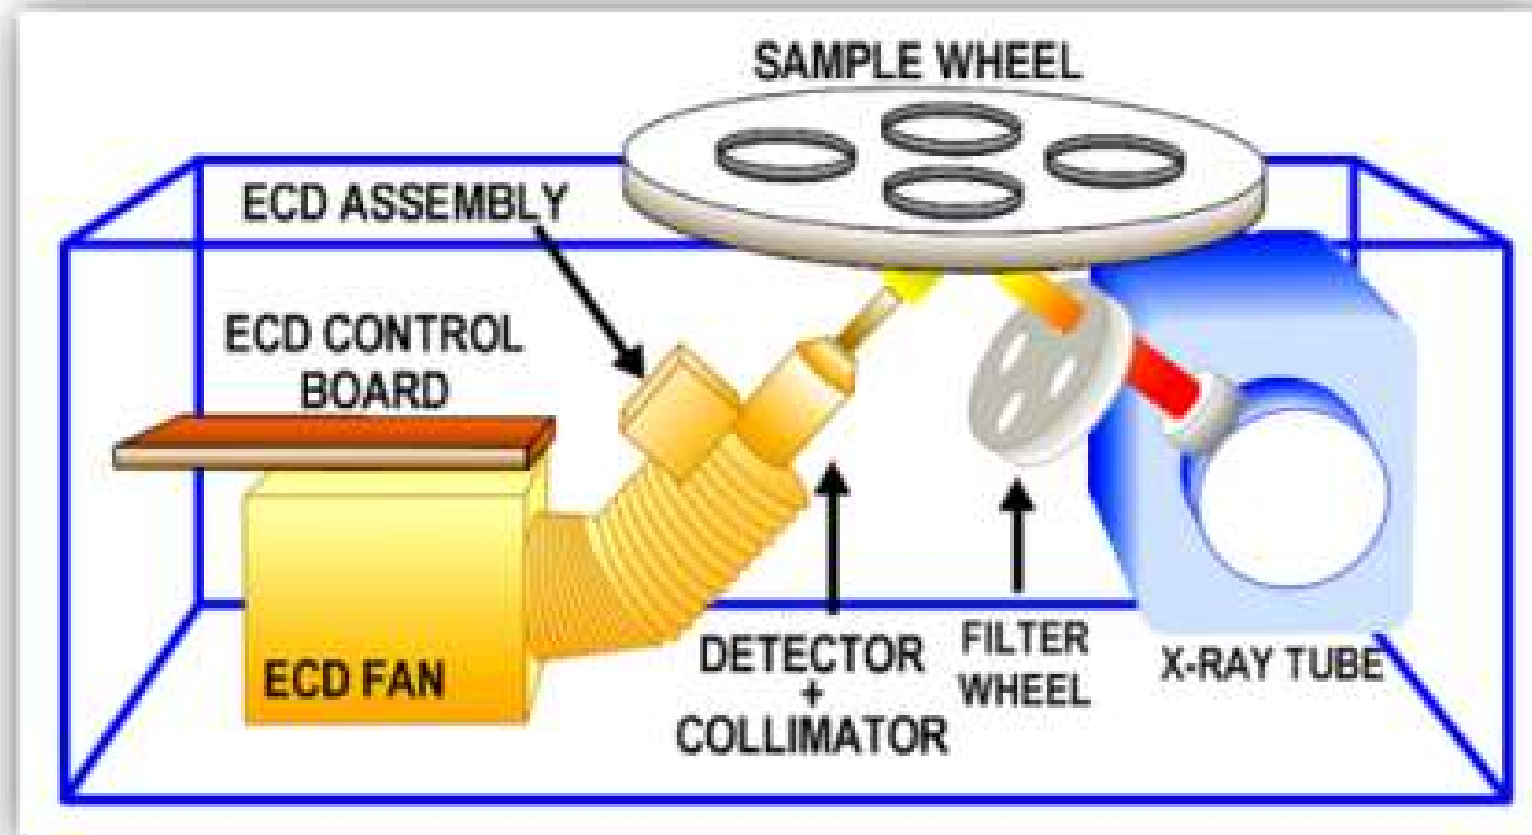 SAMPLE WHEEL
ECD ASSEMBLY
ECD CONTROL
BOARD
ECD FAN
DETECTOR
+
COLLIMATOR
FILTER
WHEEL
X-RAY TUBE